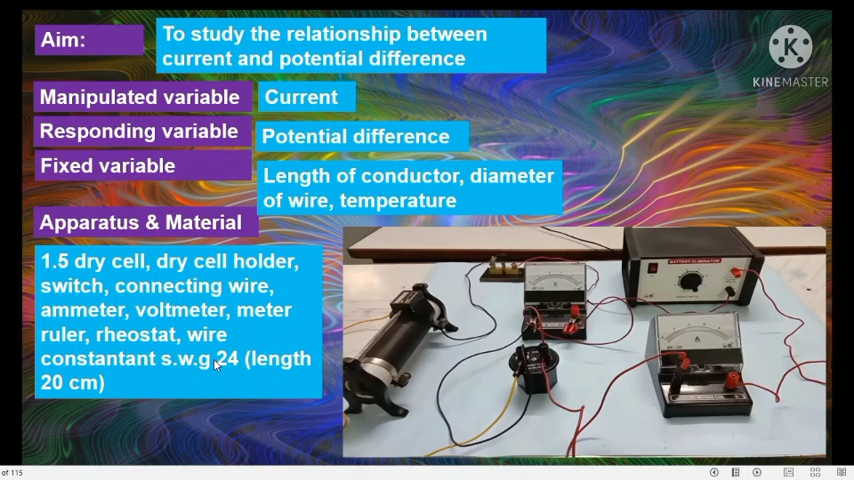 Aim:
To study the relationship between
current and potential difference
KINEMASTER
Manipulated variable
Current
Responding variable
Potential difference
Fixed variable
Length of conductor, diameter
of wire, temperature
Apparatus & Material
1.5 dry cell, dry cell holder,
switch, connecting wire,
ammeter, voltmeter, meter
ruler, rheostat, wire
constantant s.w.g 24 (length
20 cm)
BATTERY ELIMINATOR
A
of 115